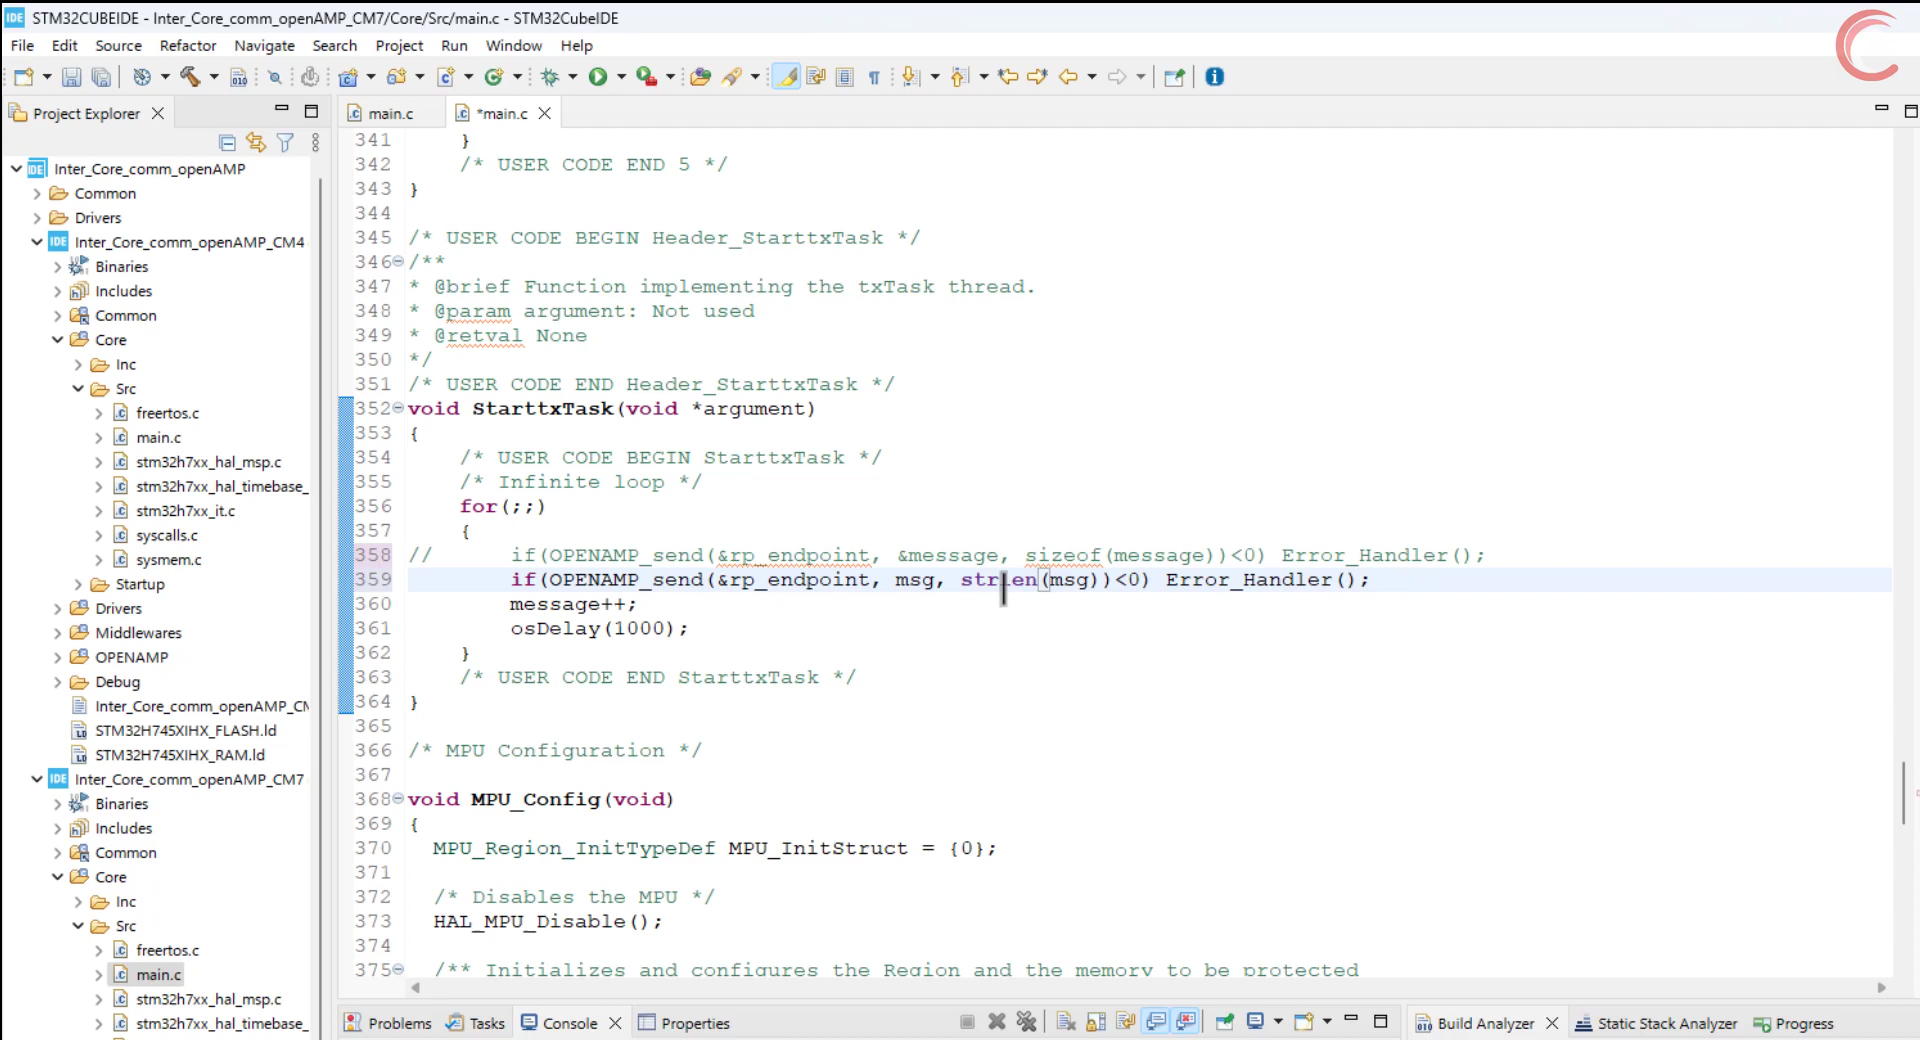 STM32CUBEIDE - Inter_Core_comm_openAMP_CM7/Core/Src/main.c - STM32CubeIDE
File Edit Source Refactor Navigate Search Project Run Window Help
Project Explorer
Inter_Core_comm_openAMP
Common
Drivers
Inter_Core_comm_openAMP_CM4
Binaries
Includes
Common
Core
Inc
Src
freertos.c
main.c
stm32h7xx_hal_msp.c
stm32h7xx_hal_timebase_
stm32h7xx_it.c
syscalls.c
sysmem.c
Startup
Drivers
Middlewares
OPENAMP
Debug
Inter_Core_comm_openAMP_CM
STM32H745XIHX_FLASH.ld
STM32H745XIHX_RAM.ld
Inter_Core_comm_openAMP_CM7
Binaries
Includes
Common
Core
Inc
Src
freertos.c
main.c
stm32h7xx_hal_msp.c
stm32h7xx_hal_timebase_
main.c *main.c
341 }
342 /* USER CODE END 5 */
343 }
344
345 /* USER CODE BEGIN Header_StarttxTask */
346 /**
347 * @brief Function implementing the txTask thread.
348 * @param argument: Not used
349 * @retval None
350 */
351 /* USER CODE END Header_StarttxTask */
352 void StarttxTask(void *argument)
353 {
354 /* USER CODE BEGIN StarttxTask */
355 /* Infinite loop */
356 for(;;)
357 {
358 // if(OPENAMP_send(&rp_endpoint, &message, sizeof(message))<0) Error_Handler();
359 if(OPENAMP_send(&rp_endpoint, msg, strlen(msg))<0) Error_Handler();
360 message++;
361 osDelay(1000);
362 }
363 /* USER CODE END StarttxTask */
364 }
365
366 /* MPU Configuration */
367
368 void MPU_Config(void)
369 {
370 MPU_Region_InitTypeDef MPU_InitStruct = {0};
371
372 /* Disables the MPU */
373 HAL_MPU_Disable();
374
375 /** Initializes and configures the Region and the memory to be protected
Problems Tasks Console Properties
Build Analyzer Static Stack Analyzer Progress